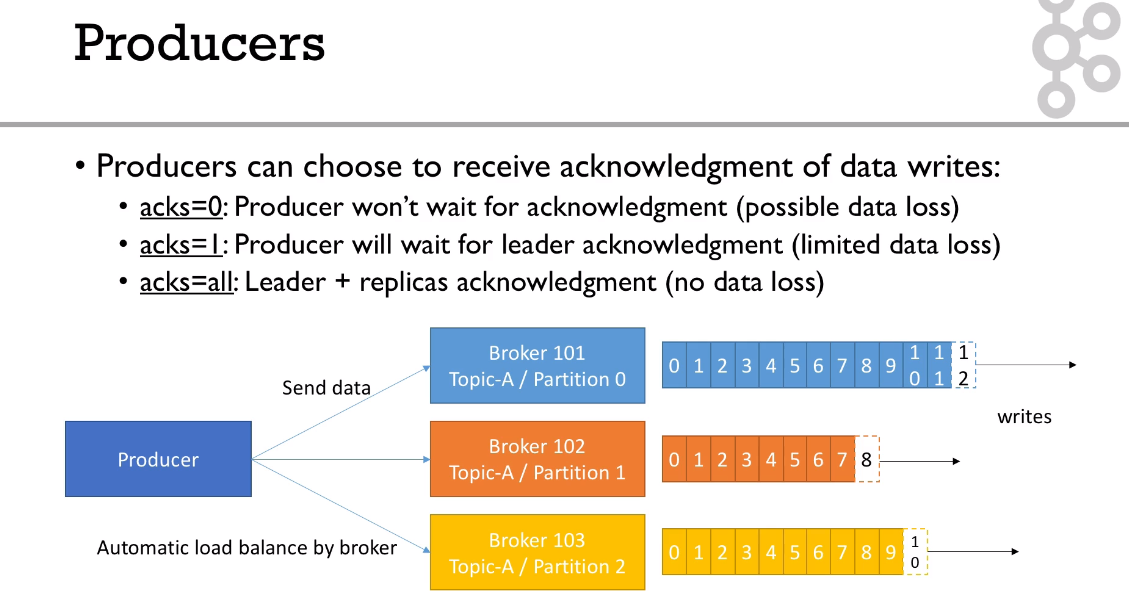 Producers
• Producers can choose to receive acknowledgment of data writes:
• acks=0: Producer won’t wait for acknowledgment (possible data loss)
• acks=1: Producer will wait for leader acknowledgment (limited data loss)
• acks=all: Leader + replicas acknowledgment (no data loss)
Send data
Producer
Automatic load balance by broker
Broker 101
Topic-A / Partition 0
0 1 2 3 4 5 6 7 8 9 10 11 12
writes
Broker 102
Topic-A / Partition 1
0 1 2 3 4 5 6 7 8
Broker 103
Topic-A / Partition 2
0 1 2 3 4 5 6 7 8 9 10